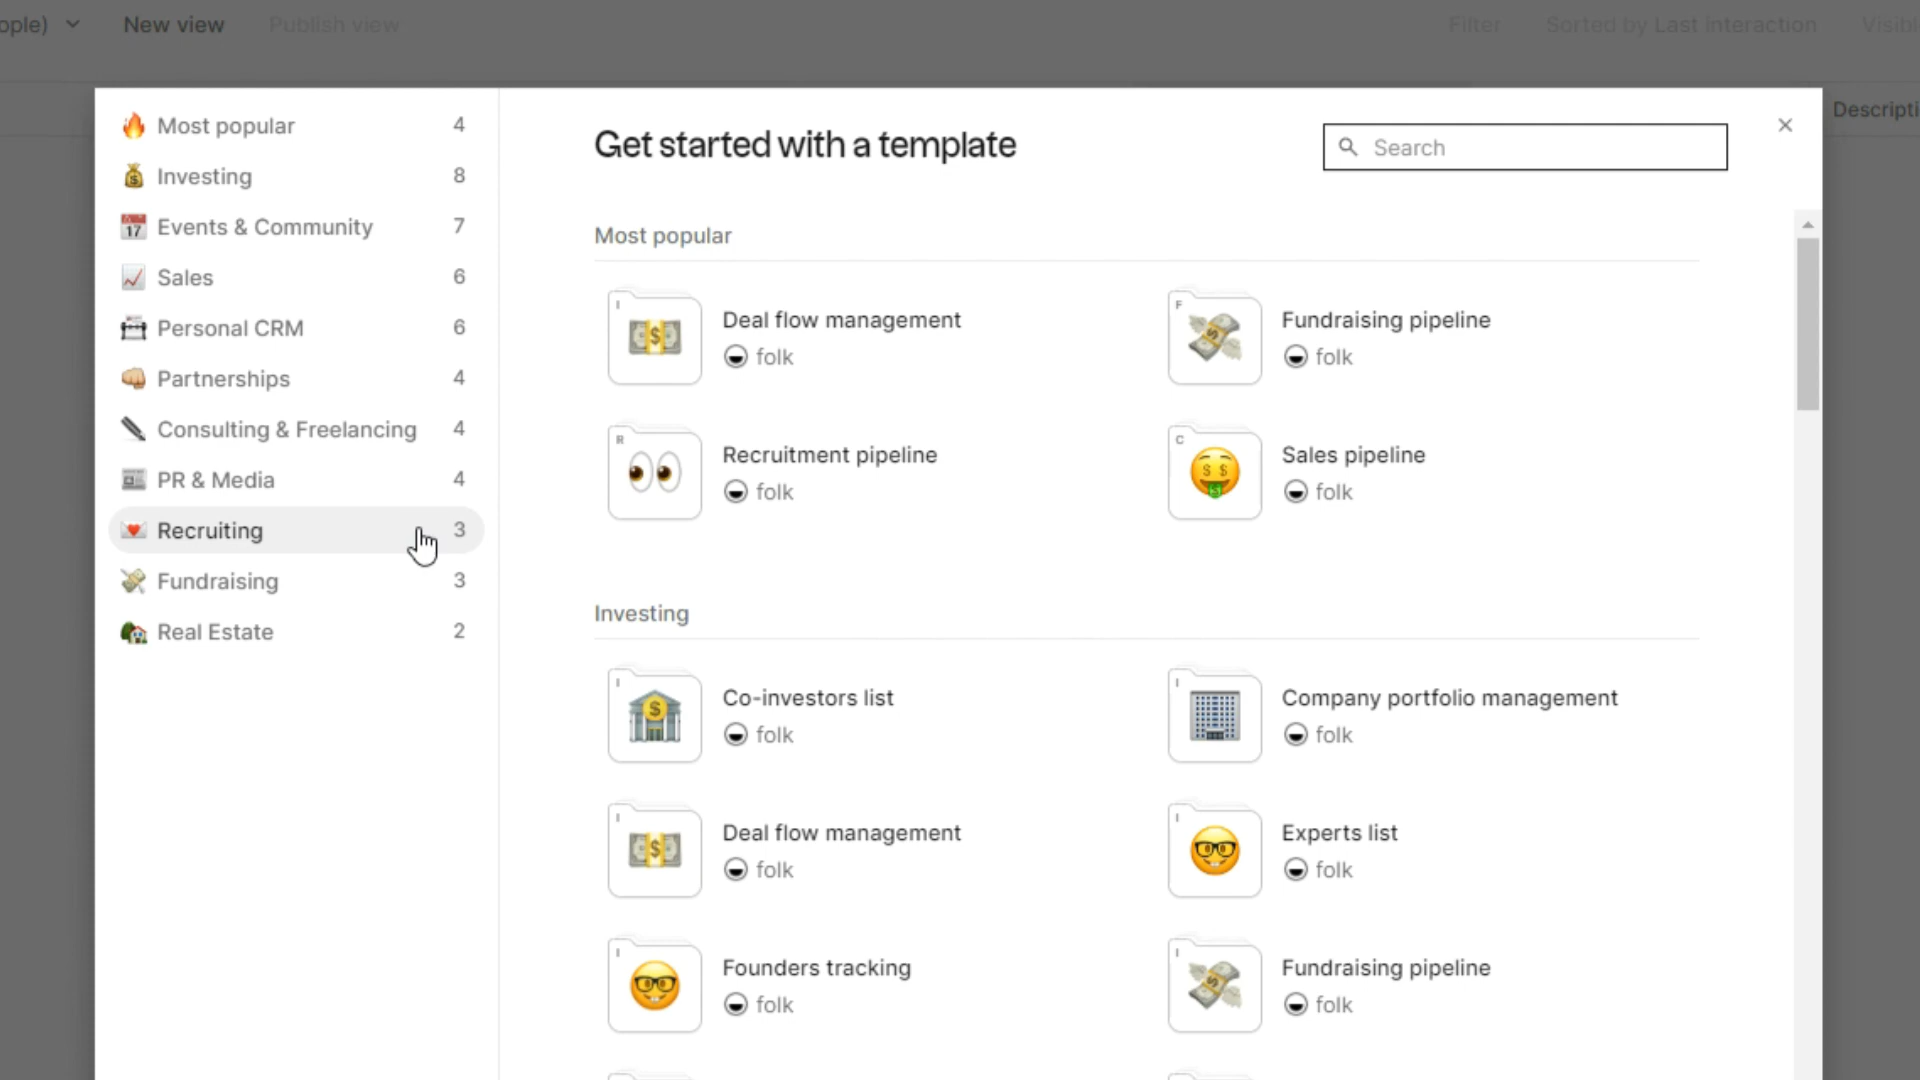 ople) New view Publish view Filter Sorted by Last interaction Visibl
Descripti
Most popular 4
Investing 8
Events & Community 7
Sales 6
Personal CRM 6
Partnerships 4
Consulting & Freelancing 4
PR & Media 4
Recruiting 3
Fundraising 3
Real Estate 2
Get started with a template
Search
Most popular
I
Deal flow management
folk
F
Fundraising pipeline
folk
R
Recruitment pipeline
folk
C
Sales pipeline
folk
Investing
I
Co-investors list
folk
I
Company portfolio management
folk
I
Deal flow management
folk
I
Experts list
folk
I
Founders tracking
folk
I
Fundraising pipeline
folk